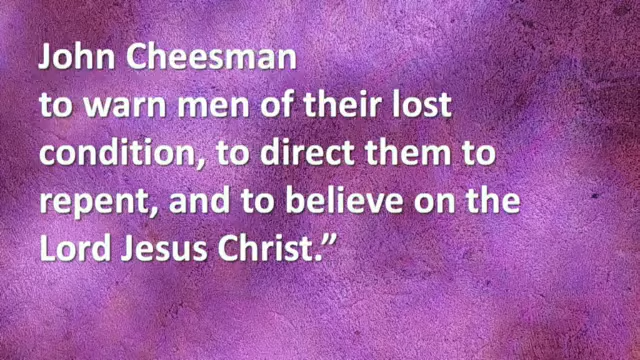 John Cheesman
to warn men of their lost
condition, to direct them to
repent, and to believe on the
Lord Jesus Christ.”